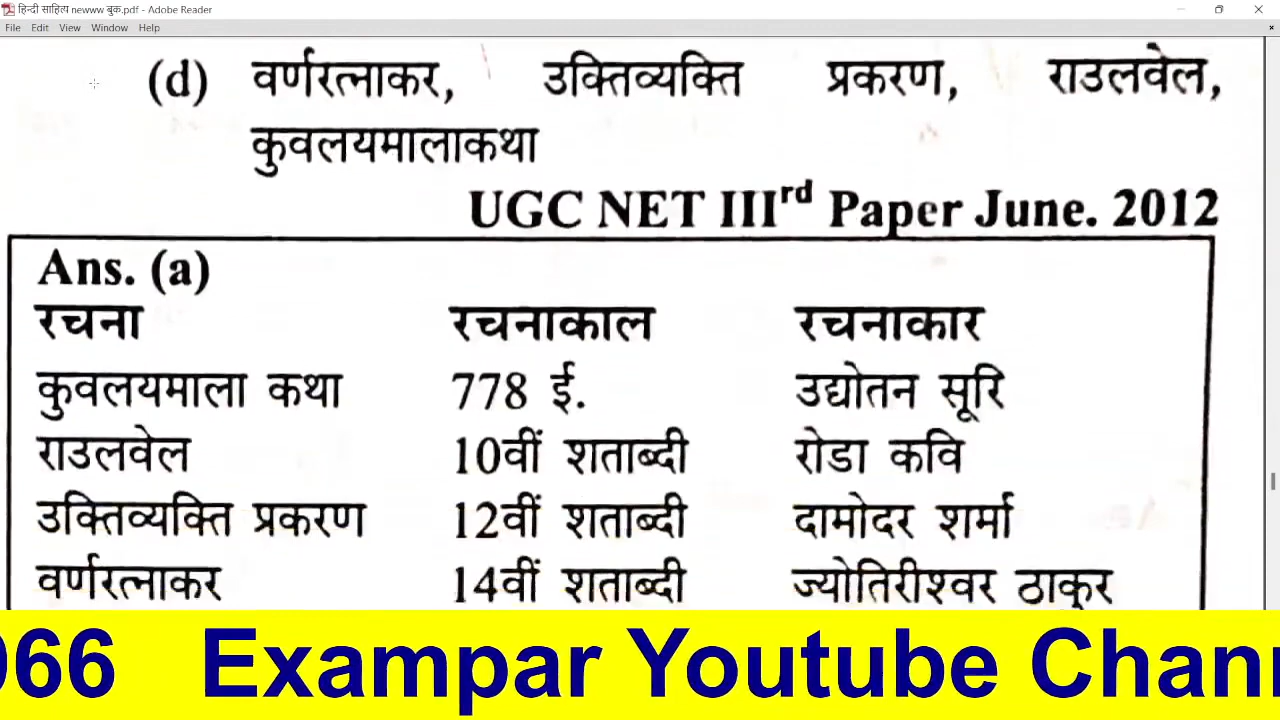 हिन्दी साहित्य newww बुक.pdf - Adobe Reader
File Edit View Window Help
(d) वर्णरत्नाकर, उक्तिव्यक्ति प्रकरण, राउलवेल,
कुवलयमालाकथा
UGC NET IIIrd Paper June. 2012
Ans. (a)
रचना रचनाकाल रचनाकार
कुवलयमाला कथा 778 ई. उद्योतन सूरि
राउलवेल 10वीं शताब्दी रोडा कवि
उक्तिव्यक्ति प्रकरण 12वीं शताब्दी दामोदर शर्मा
वर्णरत्नाकर 14वीं शताब्दी ज्योतिरीश्वर ठाकुर
966 Exampar Youtube Chann